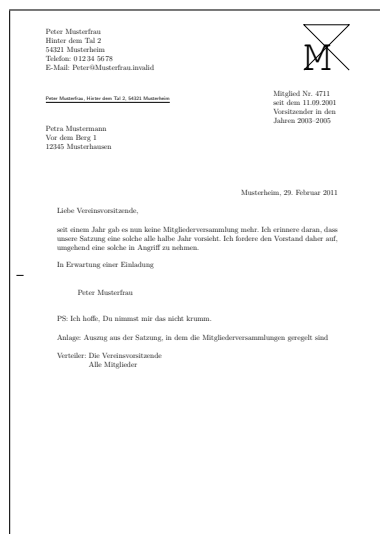 Peter Musterfrau
Hinter dem Tal 2
54321 Musterheim
Telefon: 0 12 34 56 78
E-Mail: Peter@Musterfrau.invalid
M
Peter Musterfrau, Hinter dem Tal 2, 54321 Musterheim
Mitglied Nr. 4711
seit dem 11.09.2001
Vorsitzender in den
Jahren 2003–2005
Petra Mustermann
Vor dem Berg 1
12345 Musterhausen
Musterheim, 29. Februar 2011
Liebe Vereinsvorsitzende,
seit einem Jahr gab es nun keine Mitgliederversammlung mehr. Ich erinnere daran, dass
unsere Satzung eine solche alle halbe Jahr vorsieht. Ich fordere den Vorstand daher auf,
umgehend eine solche in Angriff zu nehmen.
In Erwartung einer Einladung
Peter Musterfrau
PS: Ich hoffe, Du nimmst mir das nicht krumm.
Anlage: Auszug aus der Satzung, in dem die Mitgliederversammlungen geregelt sind
Verteiler: Die Vereinsvorsitzende
Alle Mitglieder